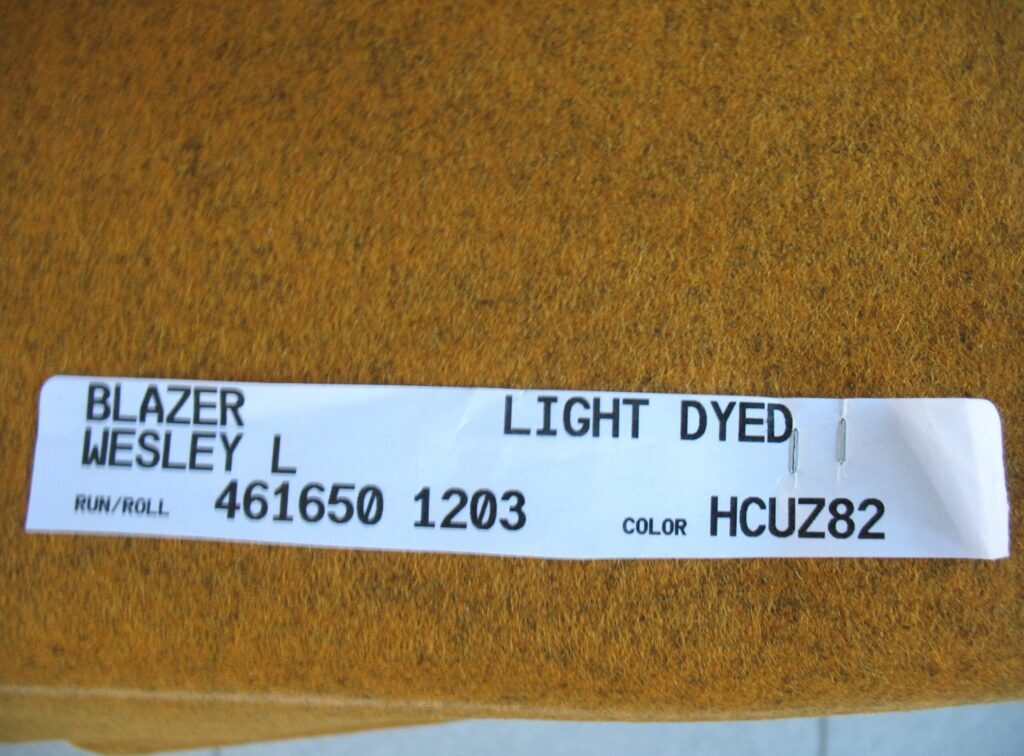 BLAZER LIGHT DYED
WESLEY L
RUN/ROLL 461650 1203 COLOR HCUZ82